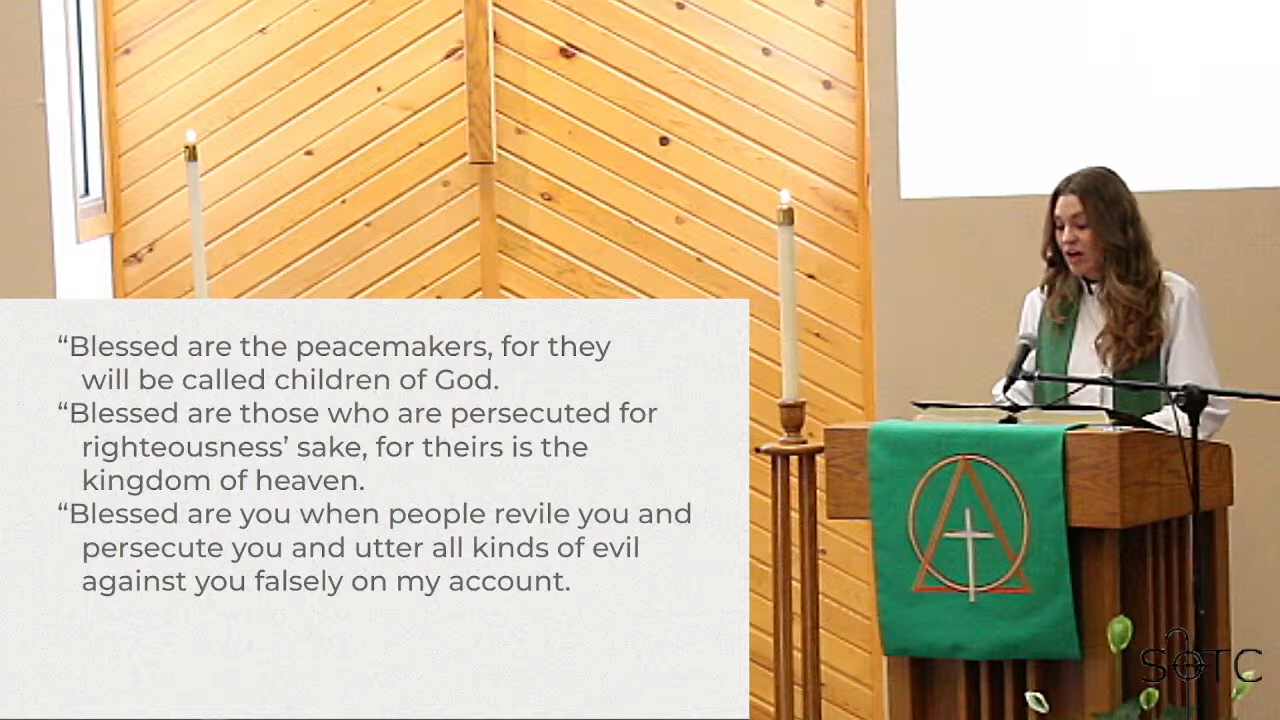 “Blessed are the peacemakers, for they
will be called children of God.
“Blessed are those who are persecuted for
righteousness’ sake, for theirs is the
kingdom of heaven.
“Blessed are you when people revile you and
persecute you and utter all kinds of evil
against you falsely on my account.
SOTC